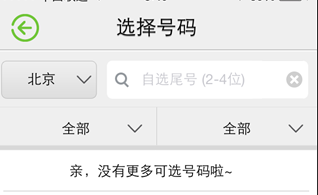 选择号码
北京
自选尾号 (2-4位)
全部 全部
亲，没有更多可选号码啦~